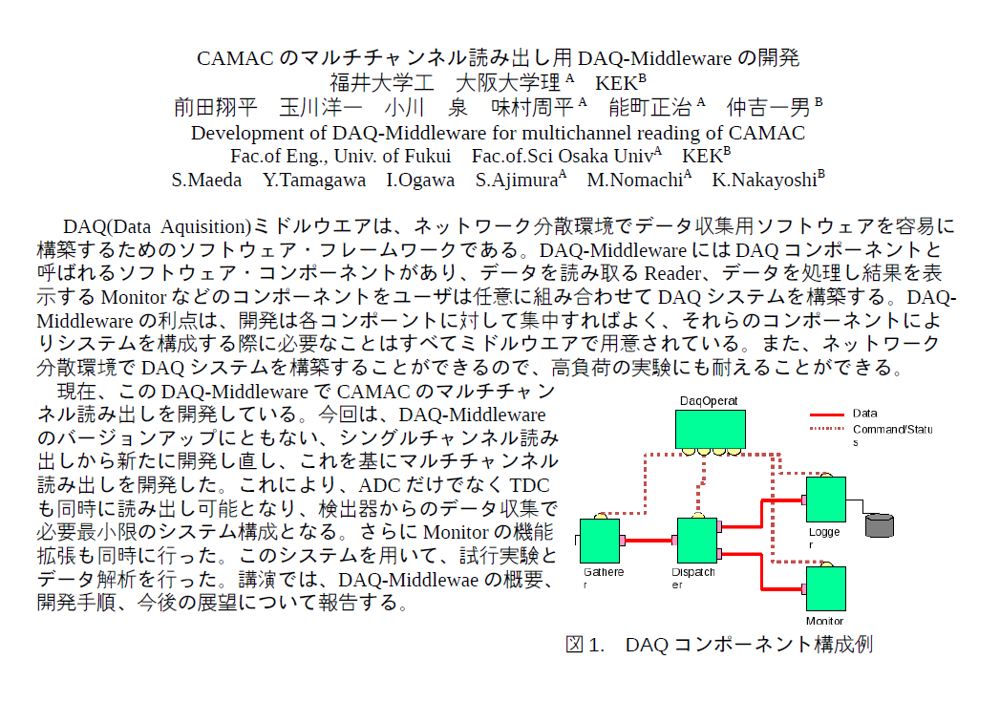 CAMAC のマルチチャンネル読み出し用 DAQ-Middleware の開発
福井大学工　大阪大学理 A　KEKB
前田翔平　玉川洋一　小川　泉　味村周平 A　能町正治 A　仲吉一男 B
Development of DAQ-Middleware for multichannel reading of CAMAC
Fac.of Eng., Univ. of Fukui　Fac.of.Sci Osaka UnivA　KEKB
S.Maeda　Y.Tamagawa　I.Ogawa　S.AjimuraA　M.NomachiA　K.NakayoshiB
DAQ(Data Aquisition)ミドルウエアは、ネットワーク分散環境でデータ収集用ソフトウェアを容易に
構築するためのソフトウェア・フレームワークである。DAQ-Middleware には DAQ コンポーネントと
呼ばれるソフトウェア・コンポーネントがあり、データを読み取る Reader、データを処理し結果を表
示する Monitor などのコンポーネントをユーザは任意に組み合わせて DAQ システムを構築する。DAQ-
Middleware の利点は、開発は各コンポーネントに対して集中すればよく、それらのコンポーネントによ
りシステムを構成する際に必要なことはすべてミドルウエアで用意されている。また、ネットワーク
分散環境で DAQ システムを構築することができるので、高負荷の実験にも耐えることができる。
現在、この DAQ-Middleware で CAMAC のマルチチャン
ネル読み出しを開発している。今回は、DAQ-Middleware
のバージョンアップにともない、シングルチャンネル読み
出しから新たに開発し直し、これを基にマルチチャンネル
読み出しを開発した。これにより、ADC だけでなく TDC
も同時に読み出し可能となり、検出器からのデータ収集で
必要最小限のシステム構成となる。さらに Monitor の機能
拡張も同時に行った。このシステムを用いて、試行実験と
データ解析を行った。講演では、DAQ-Middlewae の概要、
開発手順、今後の展望について報告する。
DaqOperat
Data
Command/Statu
s
Logge
r
Gathere
r
Dispatch
er
Monitor
図 1.　DAQ コンポーネント構成例